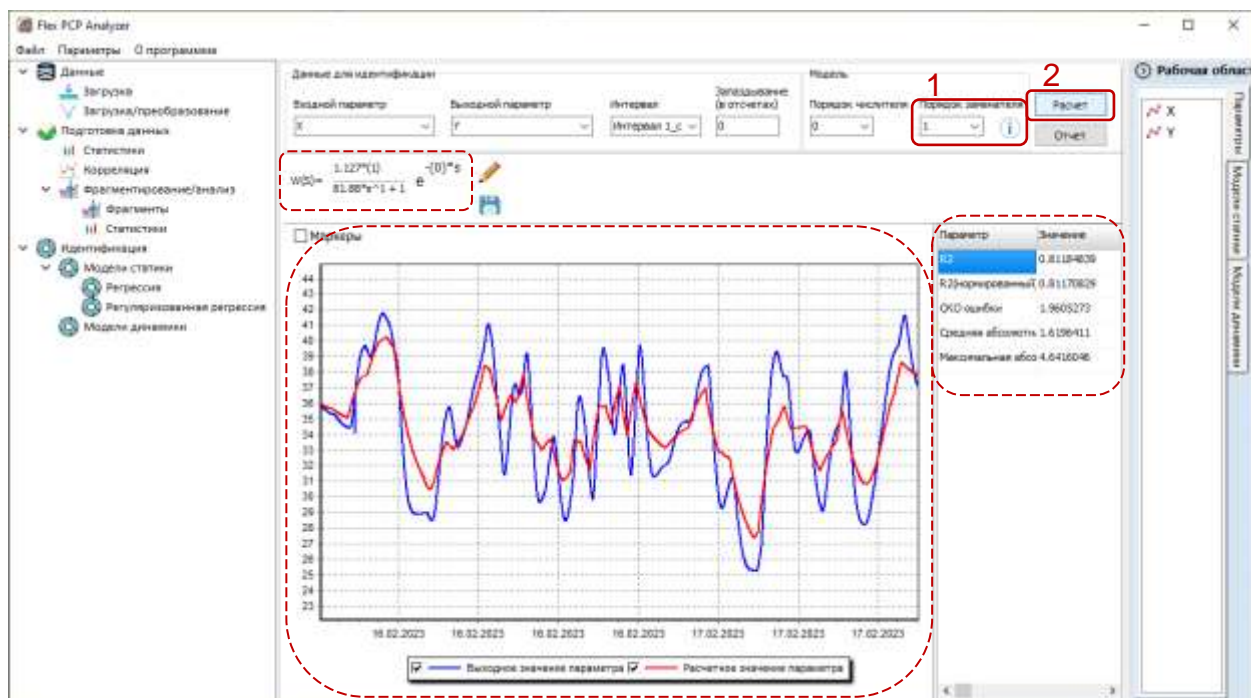 Flex PCP Analyzer
Файл Параметры О программе
Данные
Загрузка
Загрузка/преобразование
Подготовка данных
Статистики
Корреляция
Фрагментирование/анализ
Фрагменты
Статистики
Идентификация
Модели статики
Регрессия
Регуляризованная регрессия
Модели динамики
Данные для идентификации
Входной параметр
X
Выходной параметр
Y
Интервал
Интервал 1_c
Запаздывание
(в отсчетах)
0
Модель
Порядок числителя
0
1
Порядок знаменателя
1
2
Расчет
Отчет
W(S)= 1.127*(1)
81.88*s^1 + 1
e -(0)*s
Маркеры
44
43
42
41
40
39
38
37
36
35
34
33
32
31
30
29
28
27
26
25
24
23
16.02.2023 16.02.2023 16.02.2023 16.02.2023 17.02.2023 17.02.2023 17.02.2023
Выходное значение параметра Расчетное значение параметра
Параметр Значение
R2 0.81184839
R2(нормированный) 0.81170829
СКО ошибки 1.9605273
Средняя абсолютн 1.6196411
Максимальная абсо 4.6416046
Рабочая област
X
Y
Параметры
Модели статики
Модели динамики